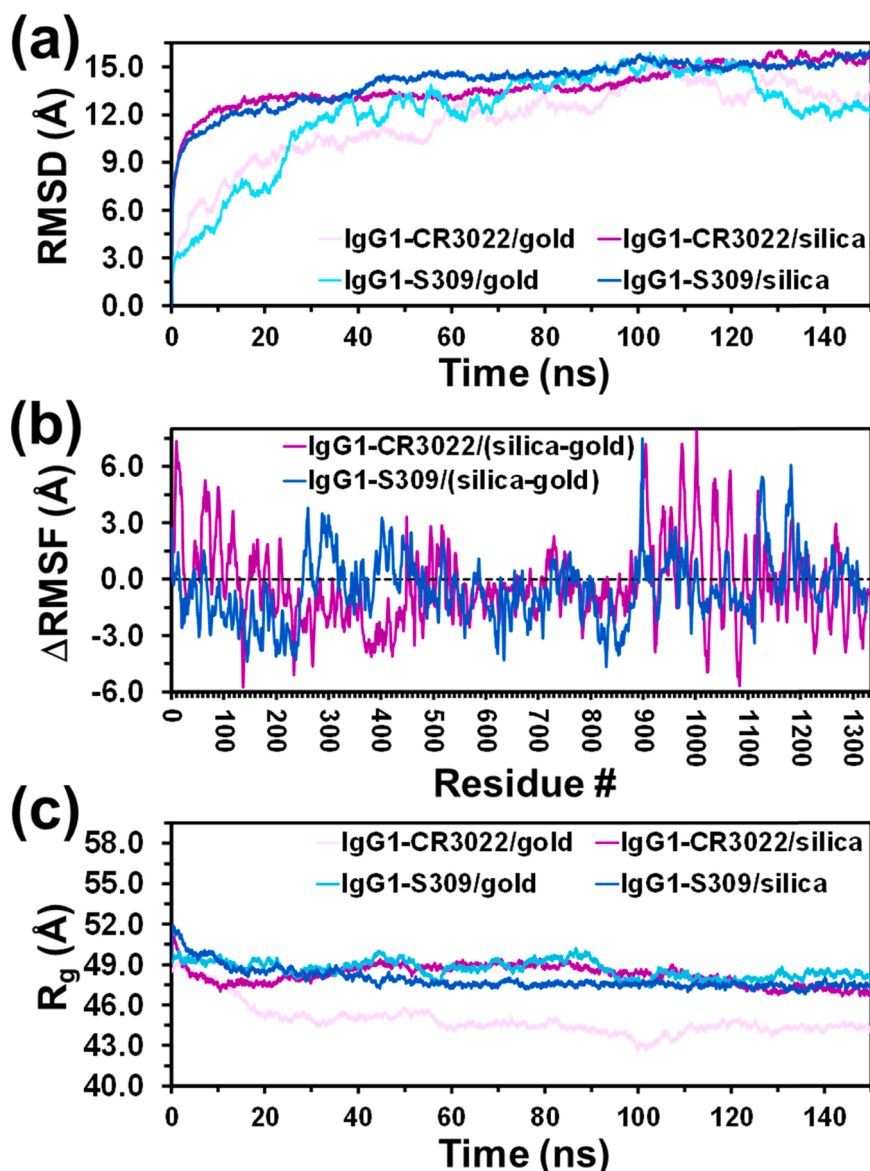 (a)
RMSD (Å)
15.0
12.0
9.0
6.0
3.0
0.0
IgG1-CR3022/gold IgG1-CR3022/silica
IgG1-S309/gold IgG1-S309/silica
0 20 40 60 80 100 120 140
Time (ns)
(b)
ΔRMSF (Å)
6.0
3.0
0.0
-3.0
-6.0
IgG1-CR3022/(silica-gold)
IgG1-S309/(silica-gold)
0 100 200 300 400 500 600 700 800 900 1000 1100 1200 1300
Residue #
(c)
Rg (Å)
58.0
55.0
52.0
49.0
46.0
43.0
40.0
IgG1-CR3022/gold IgG1-CR3022/silica
IgG1-S309/gold IgG1-S309/silica
0 20 40 60 80 100 120 140
Time (ns)